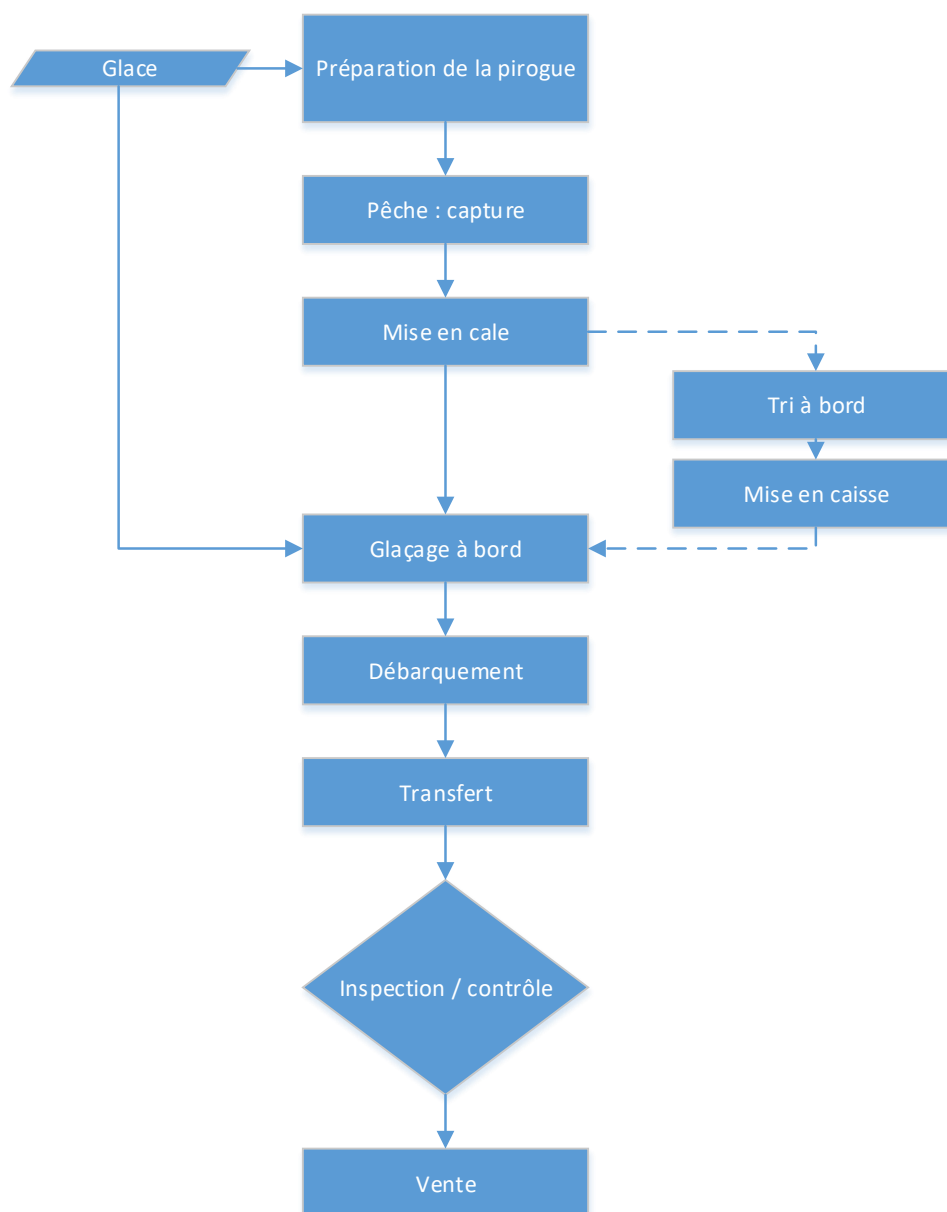 Glace
Préparation de la pirogue
Pêche : capture
Mise en cale
Tri à bord
Mise en caisse
Glaçage à bord
Débarquement
Transfert
Inspection / contrôle
Vente